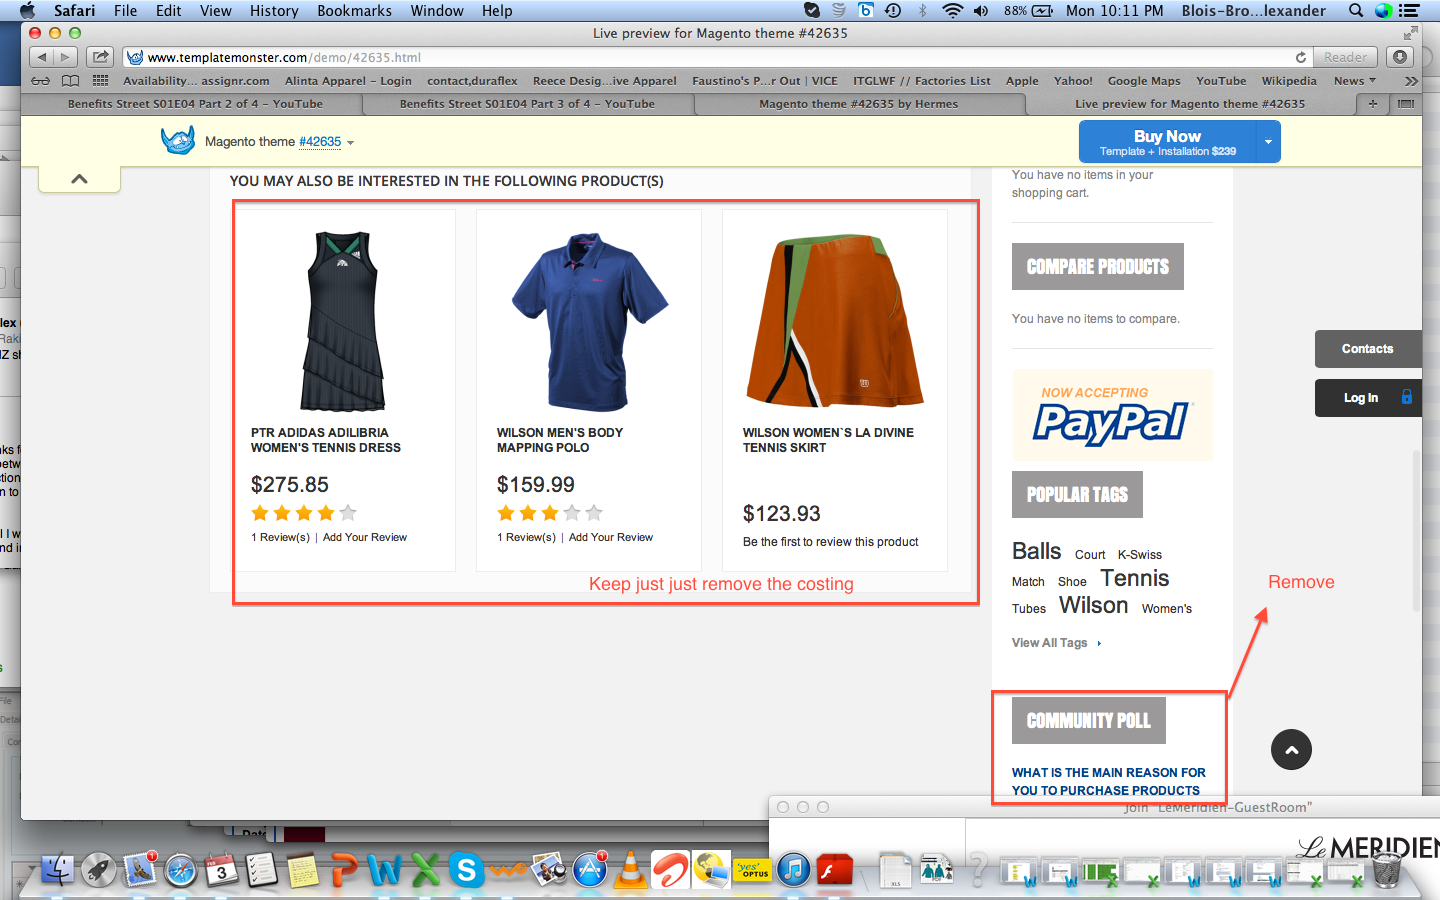 Safari File Edit View History Bookmarks Window Help
88% Mon 10:11 PM Blois-Bro...lexander
Live preview for Magento theme #42635
www.templatemonster.com/demo/42635.html
Reader
Availability... assignr.com Alinta Apparel - Login contact,duraflex Reece Desig...ive Apparel Faustino's P...r Out | VICE ITGLWF // Factories List Apple Yahoo! Google Maps YouTube Wikipedia News
Benefits Street S01E04 Part 2 of 4 - YouTube
Benefits Street S01E04 Part 3 of 4 - YouTube
Magento theme #42635 by Hermes
Live preview for Magento theme #42635
Magento theme #42635
Buy Now
Template + Installation $239
YOU MAY ALSO BE INTERESTED IN THE FOLLOWING PRODUCT(S)
PTR ADIDAS ADILIBRIA
WOMEN'S TENNIS DRESS
$275.85
1 Review(s) | Add Your Review
WILSON MEN'S BODY
MAPPING POLO
$159.99
1 Review(s) | Add Your Review
WILSON WOMEN`S LA DIVINE
TENNIS SKIRT
$123.93
Be the first to review this product
Keep just just remove the costing
You have no items in your
shopping cart.
COMPARE PRODUCTS
You have no items to compare.
NOW ACCEPTING
PayPal
POPULAR TAGS
Balls Court K-Swiss
Match Shoe Tennis
Tubes Wilson Women's
View All Tags
COMMUNITY POLL
WHAT IS THE MAIN REASON FOR
YOU TO PURCHASE PRODUCTS
Contacts
Log In
Remove
Join "LeMeridien-GuestRoom"
Le MERIDIEN
File
Date
FEB
3
'yes'
OPTUS
XLS